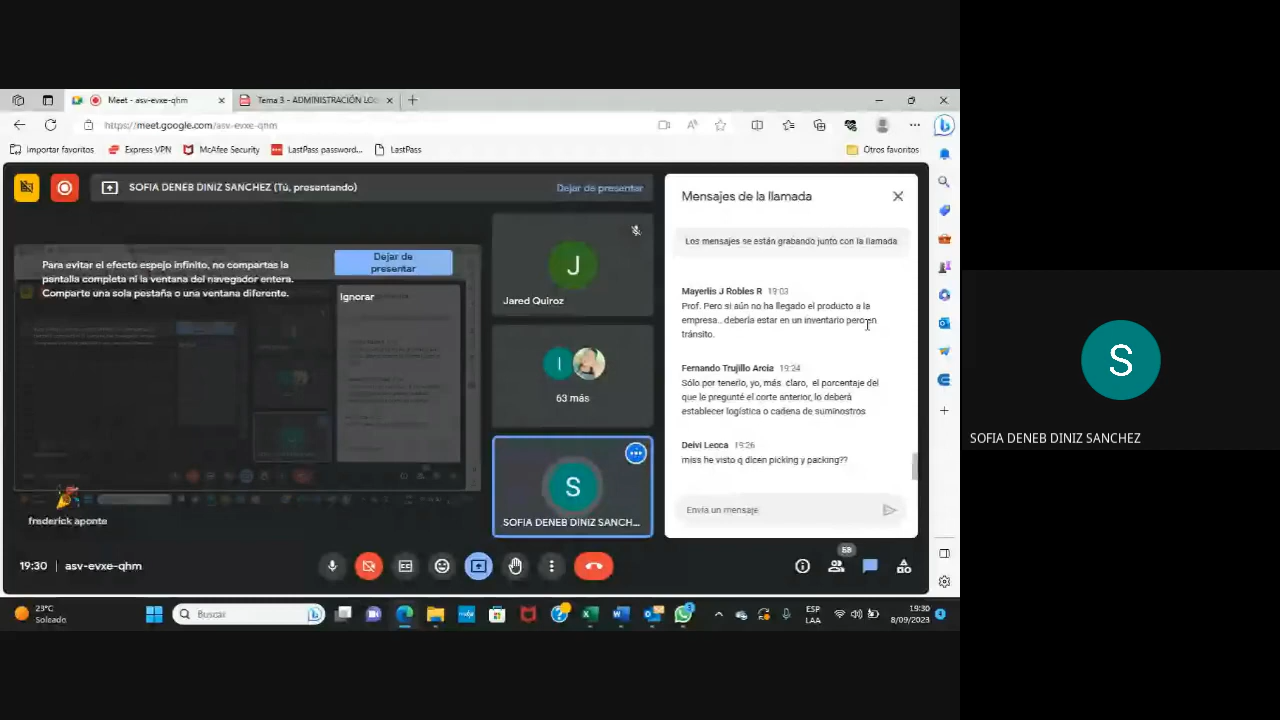 Meet - asv-evxe-qhm
Tema 3 - ADMINISTRACIÓN LO
https://meet.google.com/asv-evxe-qhm
Importar favoritos
Express VPN
McAfee Security
LastPass password...
LastPass
Otros favoritos
SOFIA DENEB DINIZ SANCHEZ (Tú, presentando)
Dejar de presentar
Para evitar el efecto espejo infinito, no compartas la
pantalla completa ni la ventana del navegador entera.
Comparte una sola pestaña o una ventana diferente.
Dejar de
presentar
Ignorar
frederick aponte
J
Jared Quiroz
I
63 más
S
SOFIA DENEB DINIZ SANCH...
Mensajes de la llamada
Los mensajes se están grabando junto con la llamada
Mayerlis J Robles R 19:03
Prof. Pero si aún no ha llegado el producto a la
empresa.. debería estar en un inventario pero en
tránsito.
Fernando Trujillo Arcia 19:24
Sólo por tenerlo, yo, más claro, el porcentaje del
que le pregunté el corte anterior, lo deberá
establecer logística o cadena de suminostros
Deivi Lecca 19:26
miss he visto q dicen picking y packing??
Envía un mensaje
19:30 | asv-evxe-qhm
68
23°C
Soleado
Buscar
ESP
LAA
19:30
8/09/2023
S
SOFIA DENEB DINIZ SANCHEZ